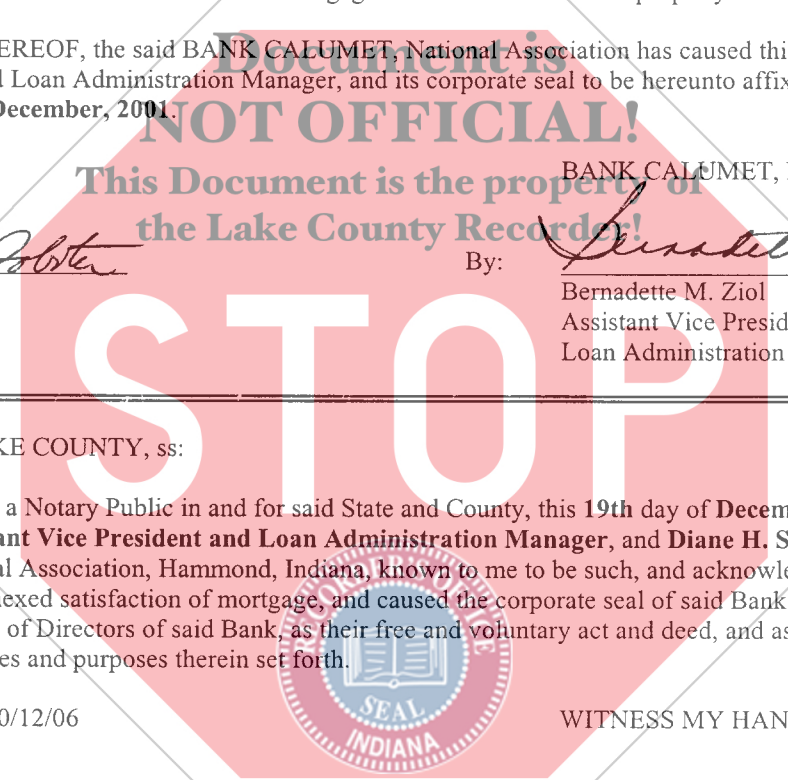 EREOF, the said BANK CALUMET, National Association has caused thi
d Loan Administration Manager, and its corporate seal to be hereunto affix
December, 2001.
Document is
NOT OFFICIAL!
This Document is the property of
the Lake County Recorder!
BANK CALUMET,
By: Bernadet
Bernadette M. Ziol
Assistant Vice Presid
Loan Administration
STOP
KE COUNTY, ss:
a Notary Public in and for said State and County, this 19th day of Decem
ant Vice President and Loan Administration Manager, and Diane H. S
al Association, Hammond, Indiana, known to me to be such, and acknowle
exed satisfaction of mortgage, and caused the corporate seal of said Bank
of Directors of said Bank, as their free and voluntary act and deed, and as
es and purposes therein set forth.
SEAL
INDIANA
0/12/06
WITNESS MY HAN